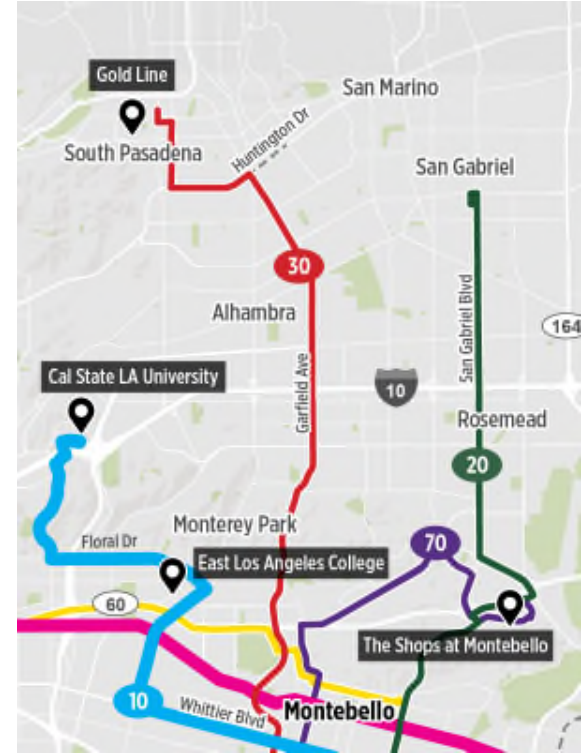 Gold Line
San Marino
South Pasadena
Huntington Dr
San Gabriel
30
Alhambra
San Gabriel Blvd
164
Cal State LA University
10
Garfield Ave
Rosemead
20
Monterey Park
Floral Dr
70
East Los Angeles College
60
The Shops at Montebello
10
Whittier Blvd
Montebello